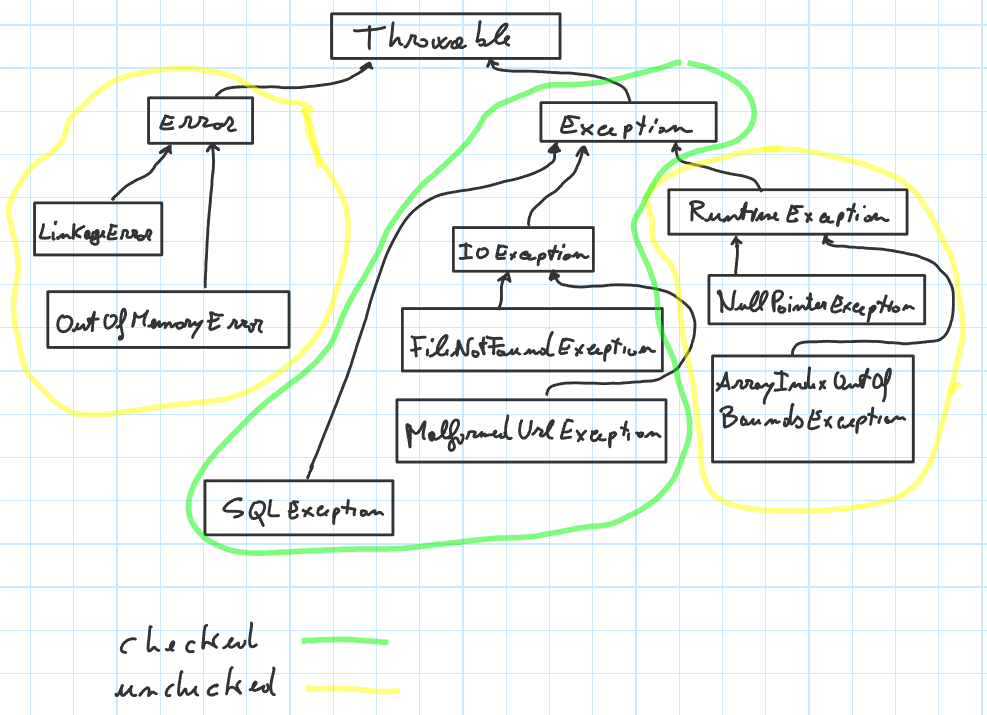 Throwable
Error
Exception
LinkageError
RuntimeException
IOException
OutOfMemoryError
NullPointerException
FileNotFoundException
ArrayIndexOutOf
BoundsException
MalformedUrlException
SQLException
checked
unchecked